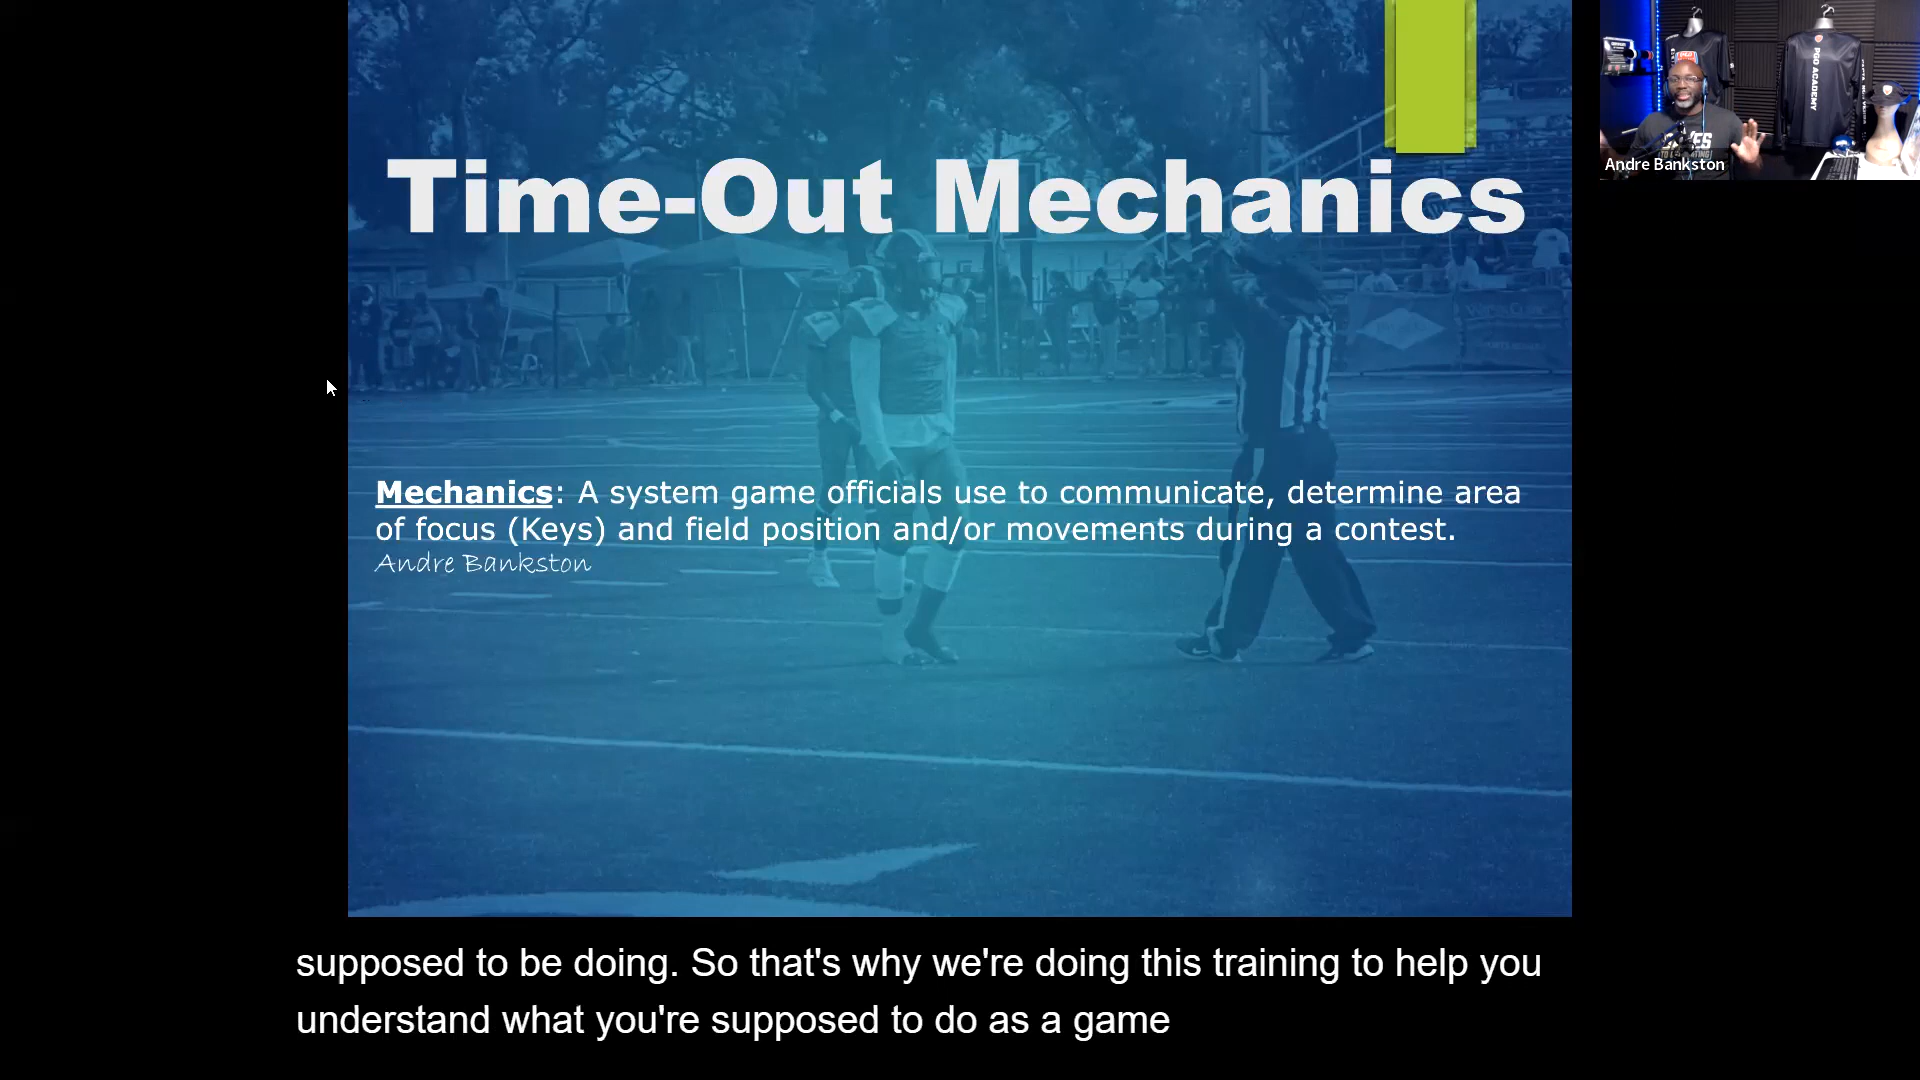 Time-Out Mechanics
Mechanics: A system game officials use to communicate, determine area
of focus (Keys) and field position and/or movements during a contest.
Andre Bankston
PGO ACADEMY
Andre Bankston
supposed to be doing. So that's why we're doing this training to help you
understand what you're supposed to do as a game